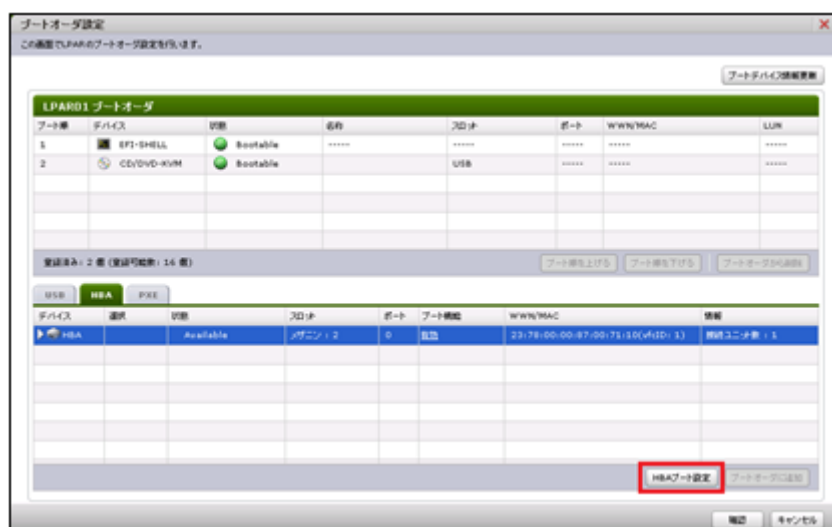 ブートオーダ設定
この画面でLPARのブートオーダ設定を行います。
ブートデバイス情報更新
LPAR01 ブートオーダ
ブート順 デバイス 状態 名称 スロット ポート WWN/MAC LUN
1 EFI-SHELL Bootable ----- ----- ----- ----- -----
2 CD/DVD-KVM Bootable USB ----- ----- -----
登録済み: 2 個 (登録可能数: 16 個)
ブート順を上げる ブート順を下げる ブートオーダから削除
USB HBA PXE
デバイス 選択 状態 スロット ポート ブート機能 WWN/MAC 情報
HBA Available メザニン : 2 0 有効 23:78:00:00:87:00:71:10(vfcID: 1) 接続ユニット数 : 1
HBAブート設定 ブートオーダに追加
確認 キャンセル